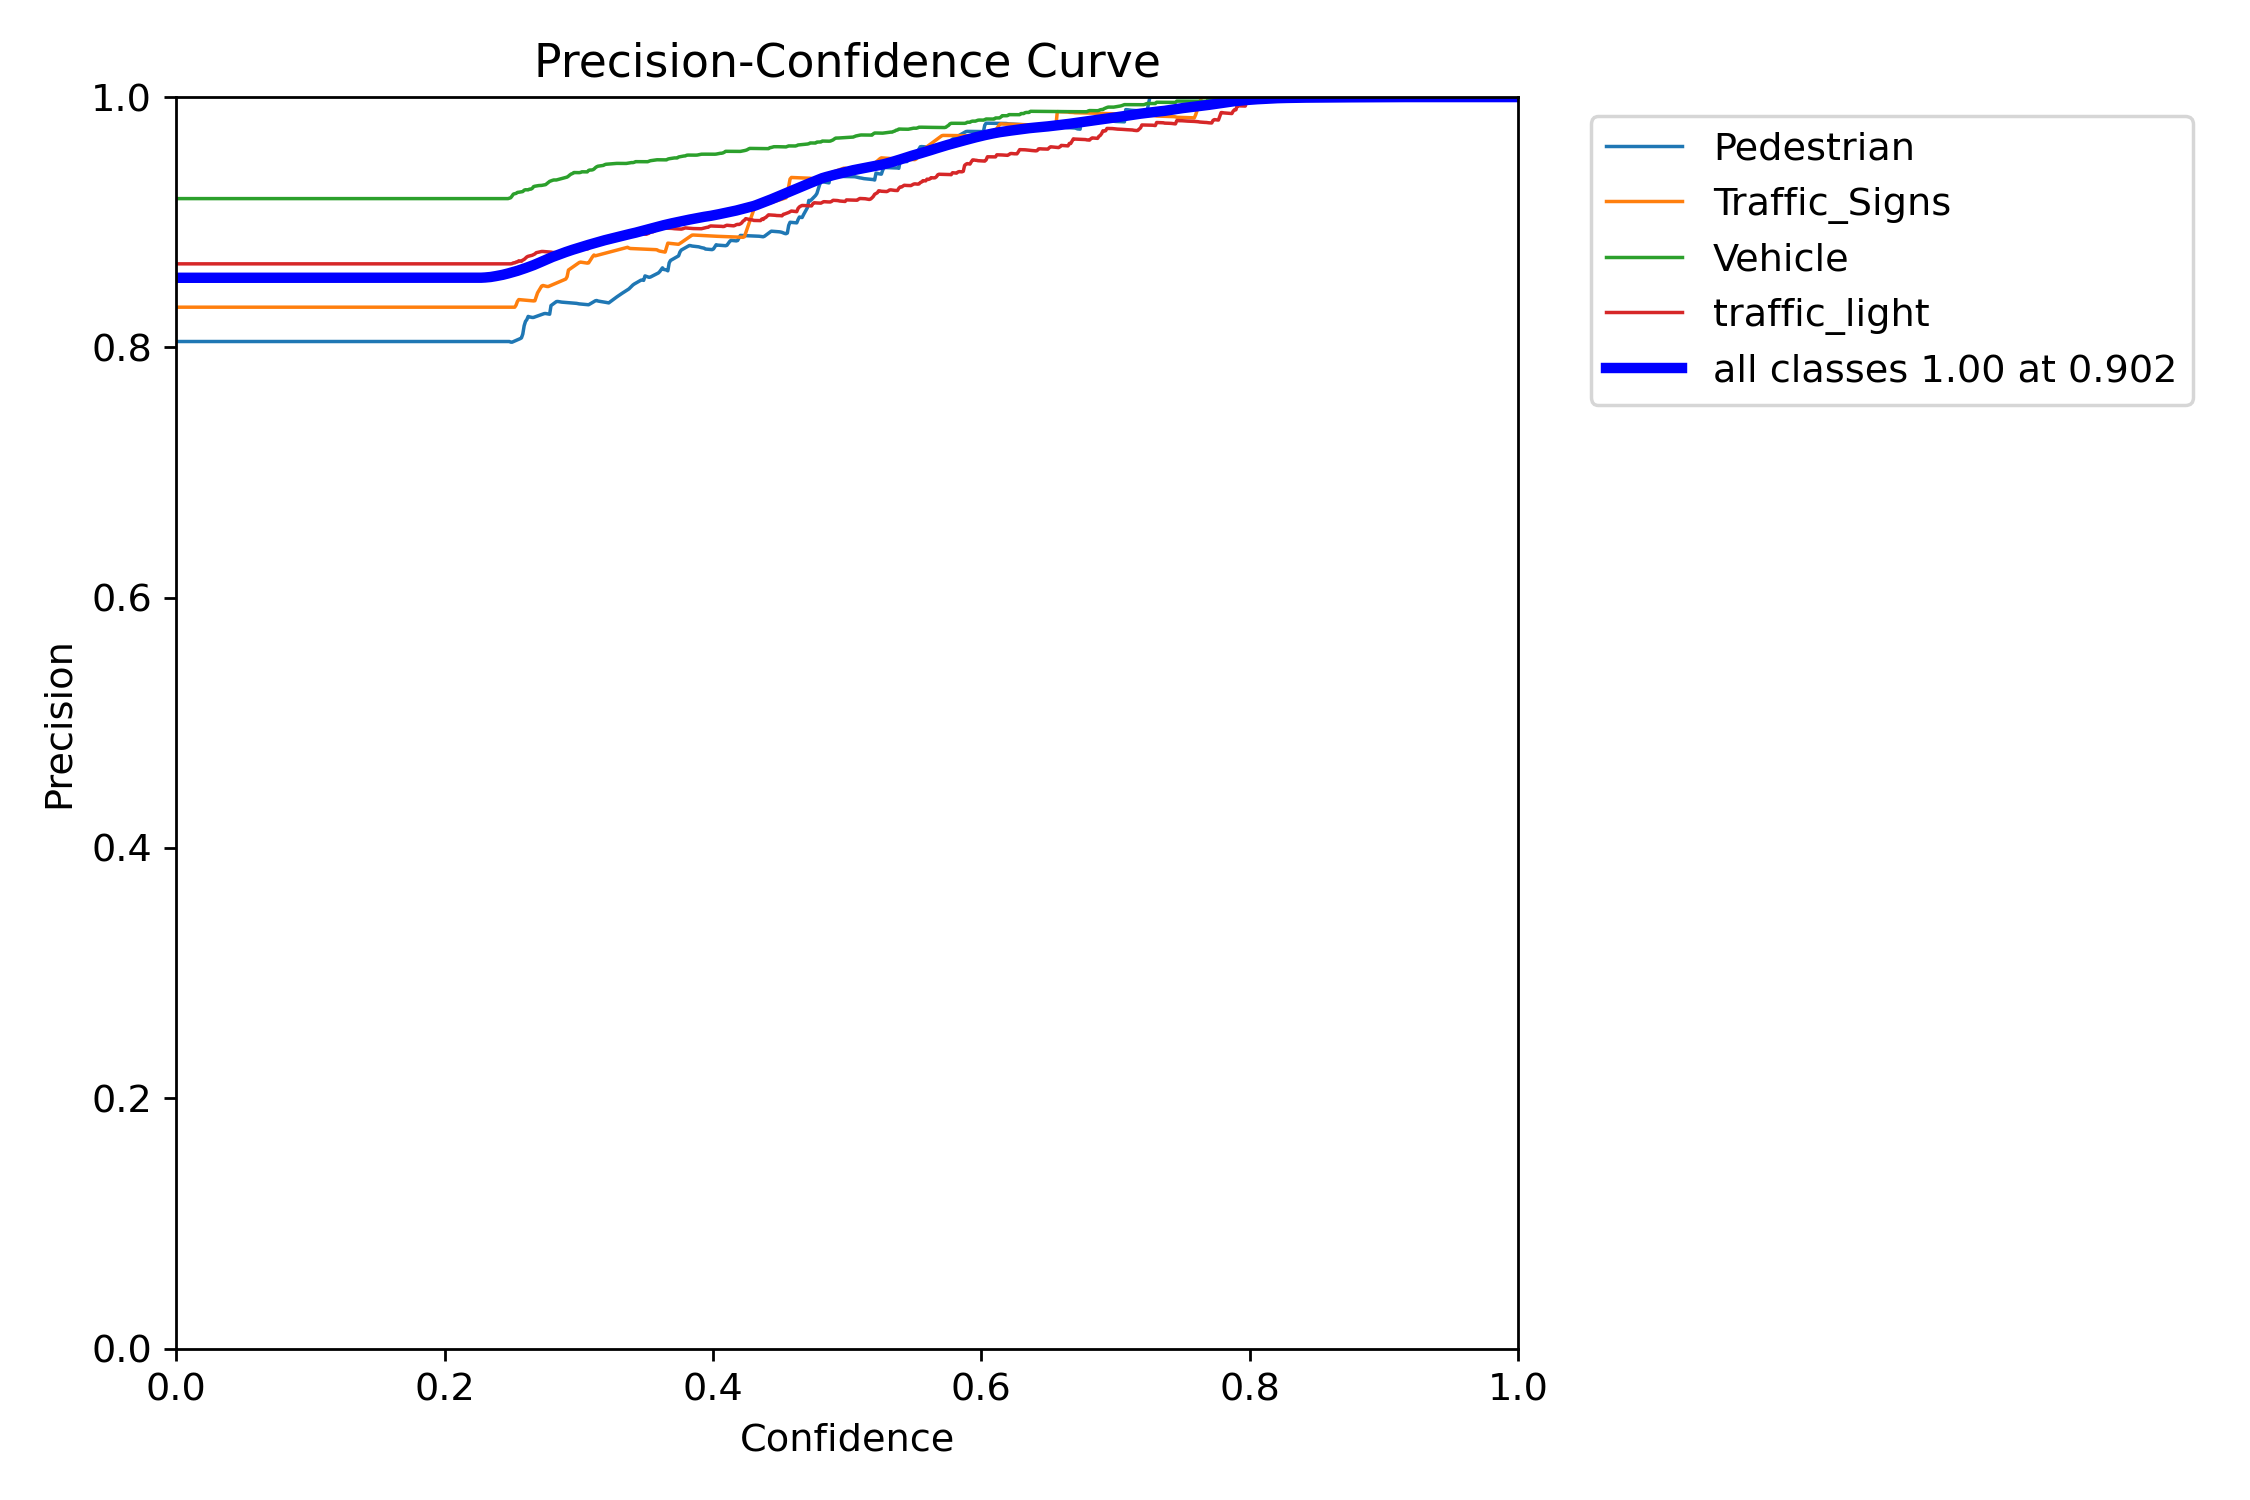 Precision-Confidence Curve
1.0
0.8
0.6
0.4
0.2
0.0
Precision
0.0 0.2 0.4 0.6 0.8 1.0
Confidence
Pedestrian
Traffic_Signs
Vehicle
traffic_light
all classes 1.00 at 0.902